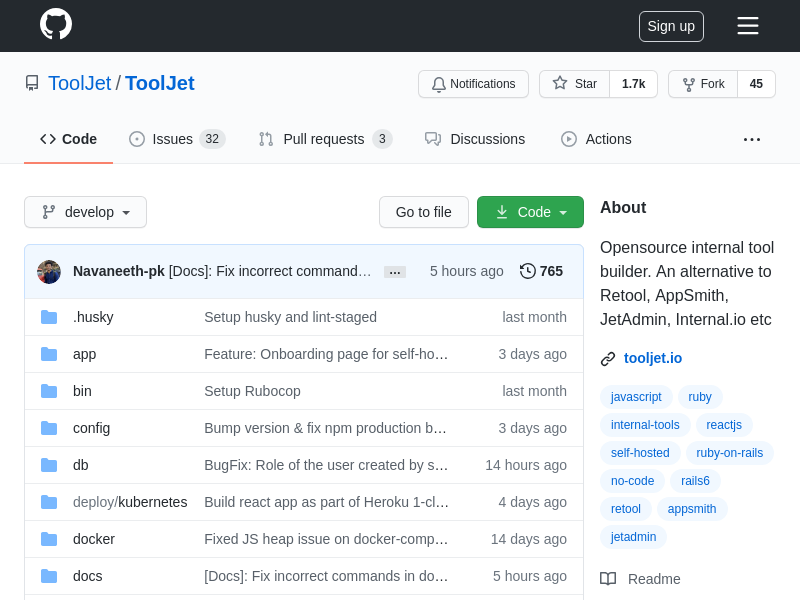 Sign up
ToolJet / ToolJet
Notifications
Star 1.7k
Fork 45
Code
Issues 32
Pull requests 3
Discussions
Actions
develop
Go to file
Code
Navaneeth-pk [Docs]: Fix incorrect command… 5 hours ago 765
.husky Setup husky and lint-staged last month
app Feature: Onboarding page for self-ho… 3 days ago
bin Setup Rubocop last month
config Bump version & fix npm production b… 3 days ago
db BugFix: Role of the user created by s… 14 hours ago
deploy/kubernetes Build react app as part of Heroku 1-cl… 4 days ago
docker Fixed JS heap issue on docker-comp… 14 days ago
docs [Docs]: Fix incorrect commands in do… 5 hours ago
About
Opensource internal tool
builder. An alternative to
Retool, AppSmith,
JetAdmin, Internal.io etc
tooljet.io
javascript ruby
internal-tools reactjs
self-hosted ruby-on-rails
no-code rails6
retool appsmith
jetadmin
Readme